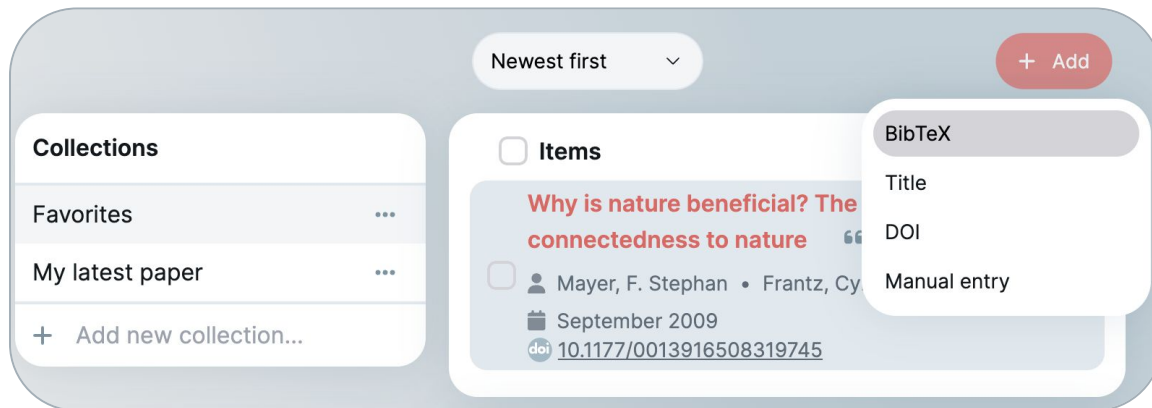 Newest first
+ Add
Collections
Favorites
My latest paper
+ Add new collection...
Items
Why is nature beneficial? The
connectedness to nature
Mayer, F. Stephan • Frantz, Cy
September 2009
doi 10.1177/0013916508319745
BibTeX
Title
DOI
Manual entry